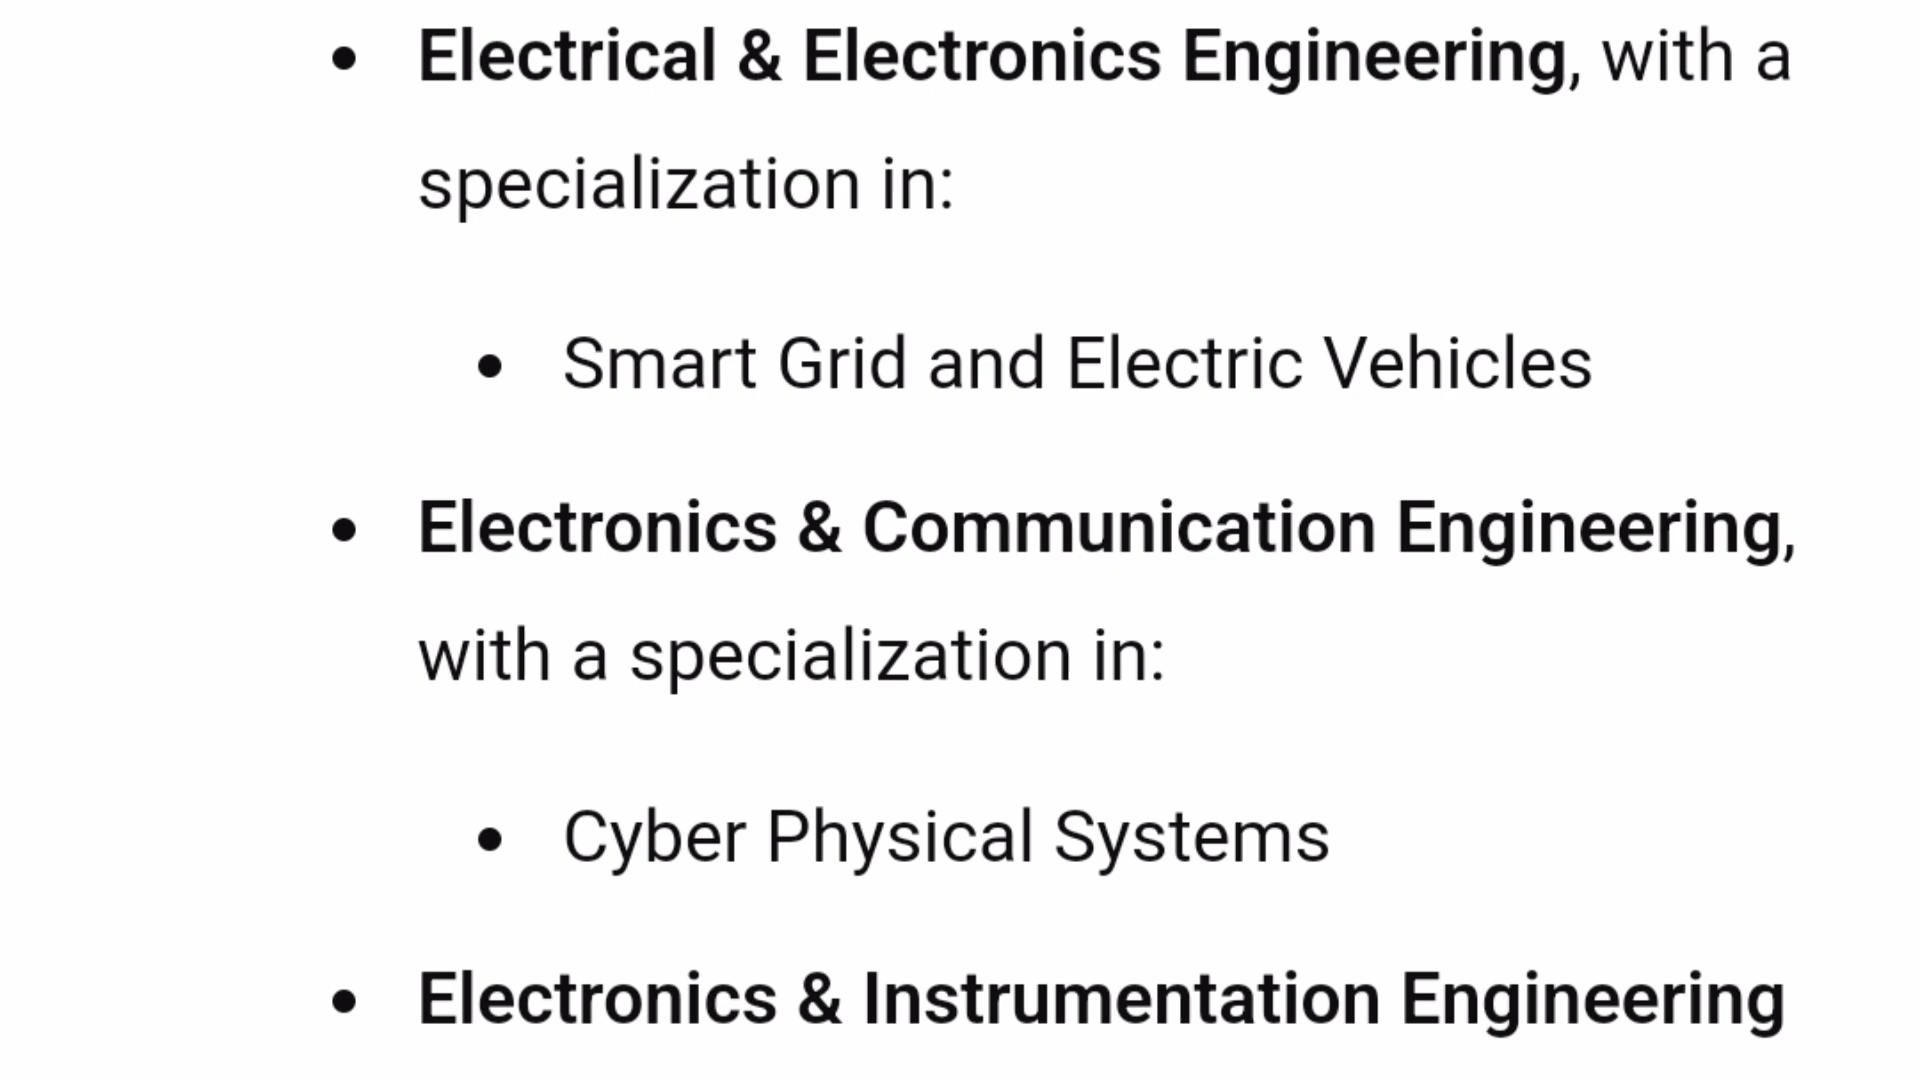 • Electrical & Electronics Engineering, with a
specialization in:
• Smart Grid and Electric Vehicles
• Electronics & Communication Engineering,
with a specialization in:
• Cyber Physical Systems
• Electronics & Instrumentation Engineering